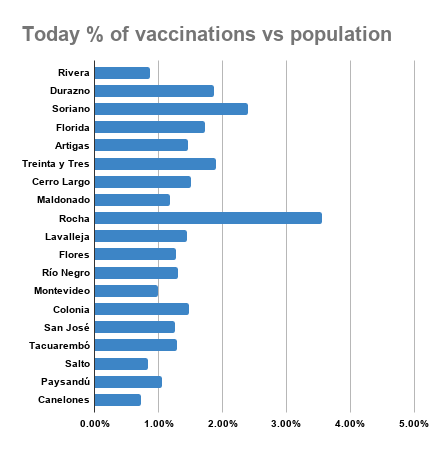 Today % of vaccinations vs population
Rivera
Durazno
Soriano
Florida
Artigas
Treinta y Tres
Cerro Largo
Maldonado
Rocha
Lavalleja
Flores
Río Negro
Montevideo
Colonia
San José
Tacuarembó
Salto
Paysandú
Canelones
0.00% 1.00% 2.00% 3.00% 4.00% 5.00%